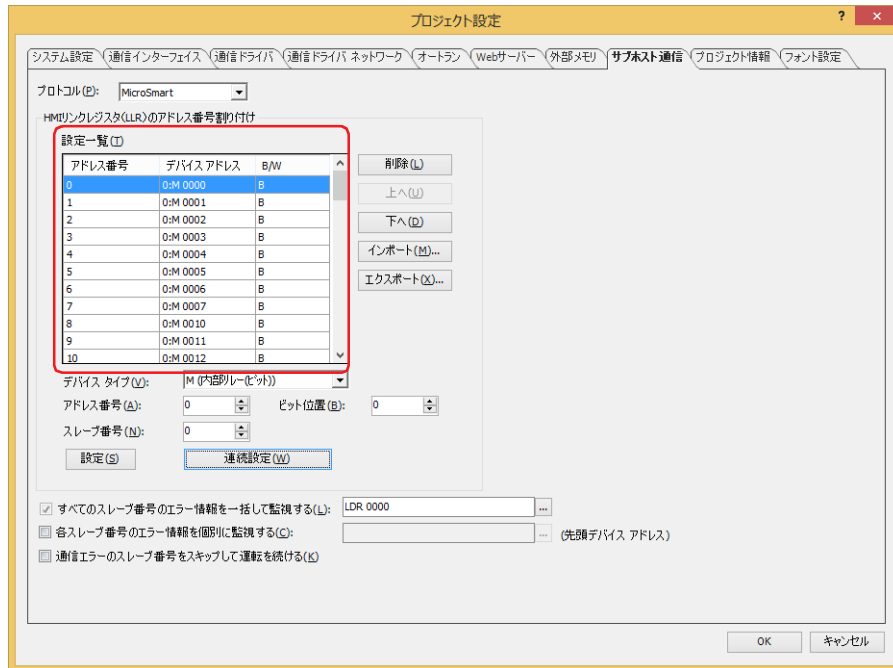 プロジェクト設定
? ×
システム設定 通信インターフェイス 通信ドライバ 通信ドライバ ネットワーク オートラン Webサーバー 外部メモリ サブホスト通信 プロジェクト情報 フォント設定
プロトコル(P): MicroSmart
HMIリンクレジスタ(LLR)のアドレス番号割り付け
設定一覧(T)
アドレス番号 デバイス アドレス B/W
0 0:M 0000 B
1 0:M 0001 B
2 0:M 0002 B
3 0:M 0003 B
4 0:M 0004 B
5 0:M 0005 B
6 0:M 0006 B
7 0:M 0007 B
8 0:M 0010 B
9 0:M 0011 B
10 0:M 0012 B
削除(L)
上へ(U)
下へ(D)
インポート(M)...
エクスポート(X)...
デバイス タイプ(V): M (内部リレー(ビット))
アドレス番号(A): 0 ビット位置(B): 0
スレーブ番号(N): 0
設定(S) 連続設定(W)
すべてのスレーブ番号のエラー情報を一括して監視する(L): LDR 0000 ...
各スレーブ番号のエラー情報を個別に監視する(C): ... (先頭デバイス アドレス)
通信エラーのスレーブ番号をスキップして運転を続ける(K)
OK キャンセル